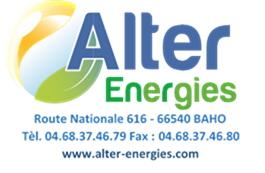 Alter
Energies
Route Nationale 616 - 66540 BAHO
Tèl. 04.68.37.46.79 Fax : 04.68.37.46.80
www.alter-energies.com